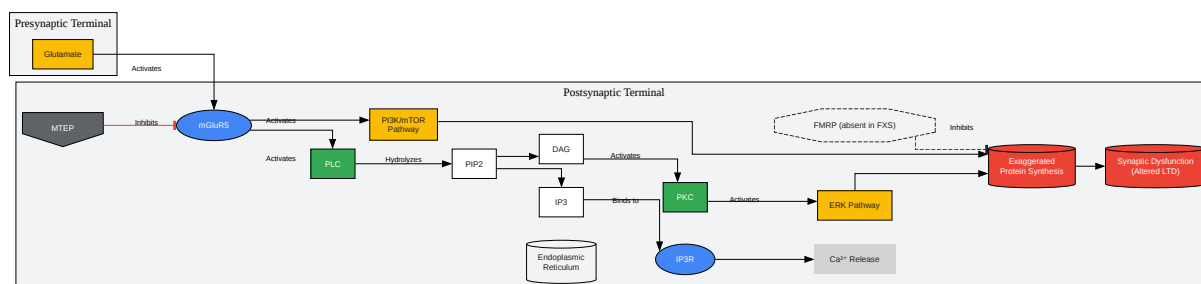 Presynaptic Terminal
Glutamate
Activates
Postsynaptic Terminal
MTEP
Inhibits
mGluR5
Activates
PI3K/mTOR
Pathway
FMRP (absent in FXS)
Inhibits
Activates
PLC
Hydrolyzes
PIP2
DAG
Activates
Exaggerated
Protein Synthesis
Synaptic Dysfunction
(Altered LTD)
IP3
Binds to
PKC
Activates
ERK Pathway
Endoplasmic
Reticulum
IP3R
Ca²⁺ Release